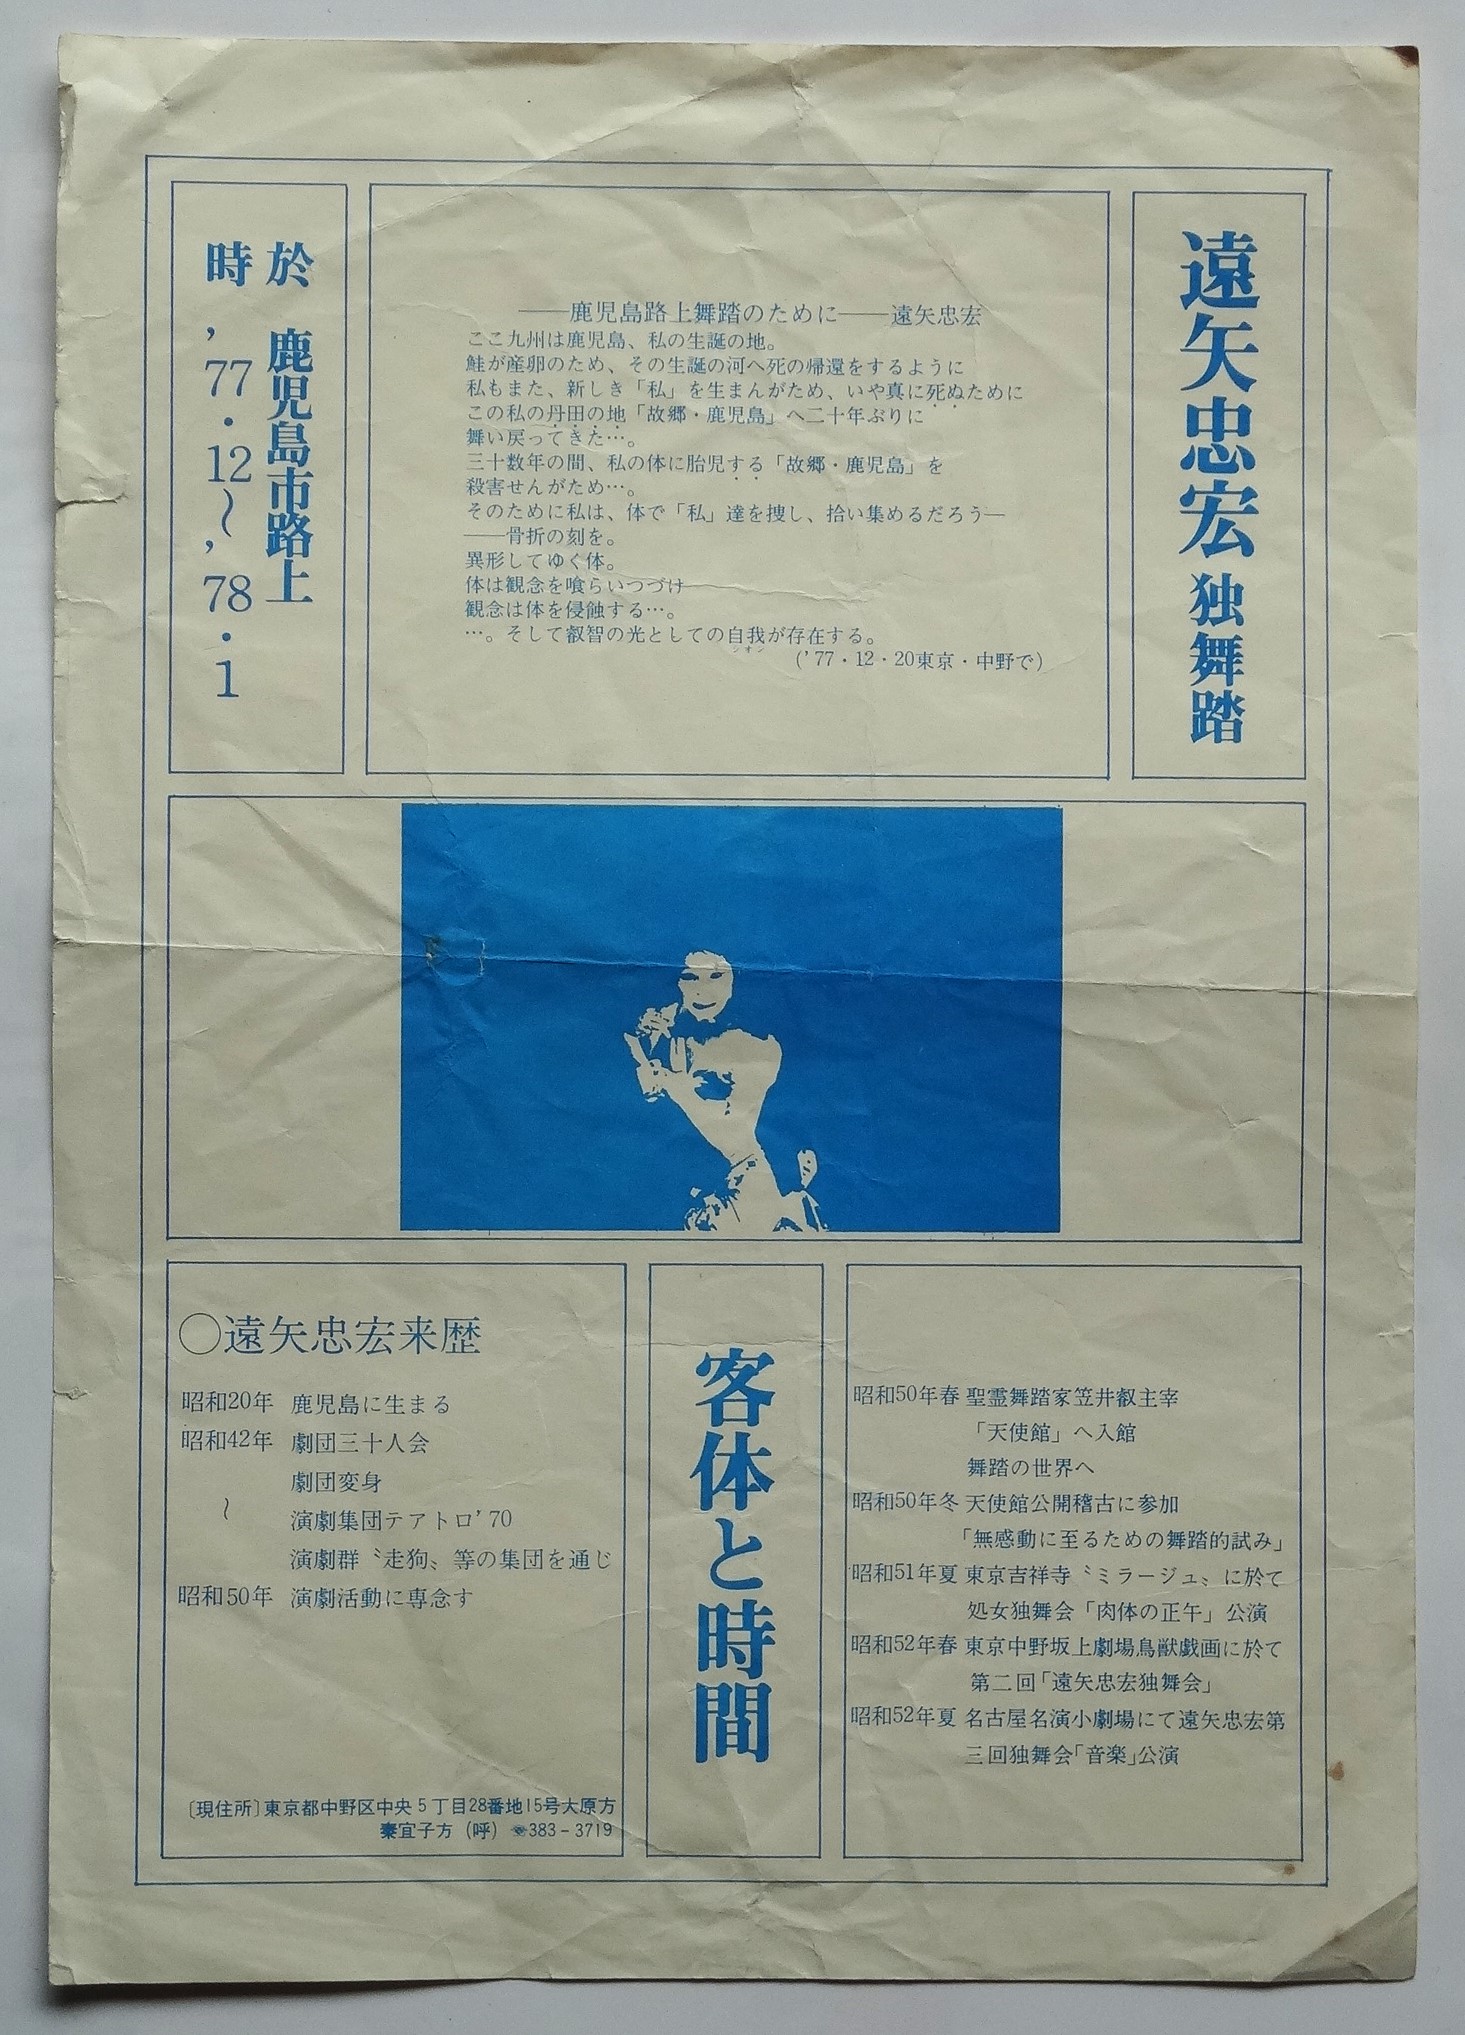 遠矢忠宏独舞踏
――鹿児島路上舞踏のために――遠矢忠宏
ここ九州は鹿児島、私の生誕の地。
鮭が産卵のため、その生誕の河へ死の帰還をするように
私もまた、新しき「私」を生まんがため、いや真に死ぬために
この私の丹田の地「故郷・鹿児島」へ二十年ぶりに
舞い戻ってきた…。
三十数年の間、私の体に胎児する「故郷・鹿児島」を
殺害せんがため…。
そのために私は、体で「私」達を捜し、拾い集めるだろう―
――骨折の刻を。
異形してゆく体。
体は観念を喰らいつづけ――
観念は体を侵蝕する…。
…。そして叡智の光としての自我が存在する。
シオン
('77・12・20東京・中野で)
於 鹿児島市路上
時 '77・12〜'78・1
昭和50年春 聖霊舞踏家笠井叡主宰
「天使館」へ入館
舞踏の世界へ
昭和50年冬 天使館公開稽古に参加
「無感動に至るための舞踏的試み」
昭和51年夏 東京吉祥寺〝ミラージュ〟に於て
処女独舞会「肉体の正午」公演
昭和52年春 東京中野坂上劇場鳥獣戯画に於て
第二回「遠矢忠宏独舞会」
昭和52年夏 名古屋名演小劇場にて遠矢忠宏第
三回独舞会「音楽」公演
客体と時間
○遠矢忠宏来歴
昭和20年 鹿児島に生まる
昭和42年 劇団三十人会
劇団変身
〜 演劇集団テアトロ'70
演劇群〝走狗〟等の集団を通じ
昭和50年 演劇活動に専念す
〔現住所〕東京都中野区中央5丁目28番地15号大原方
秦宜子方（呼）☎383-3719